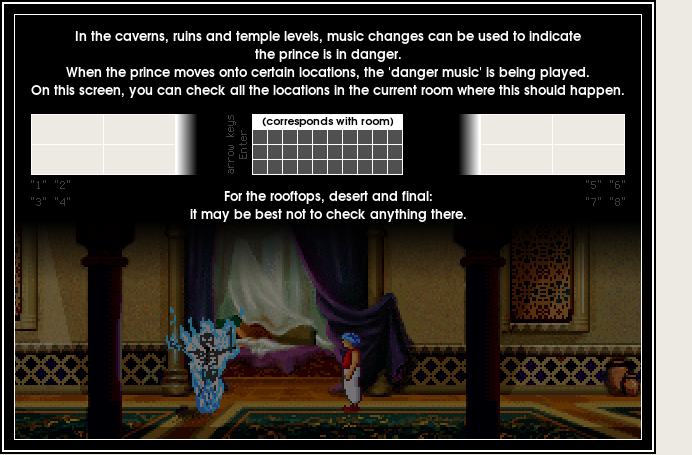 In the caverns, ruins and temple levels, music changes can be used to indicate
the prince is in danger.
When the prince moves onto certain locations, the 'danger music' is being played.
On this screen, you can check all the locations in the current room where this should happen.
(corresponds with room)
arrow keys
Enter
"1" "2"
"3" "4"
"5" "6"
"7" "8"
For the rooftops, desert and final:
it may be best not to check anything there.